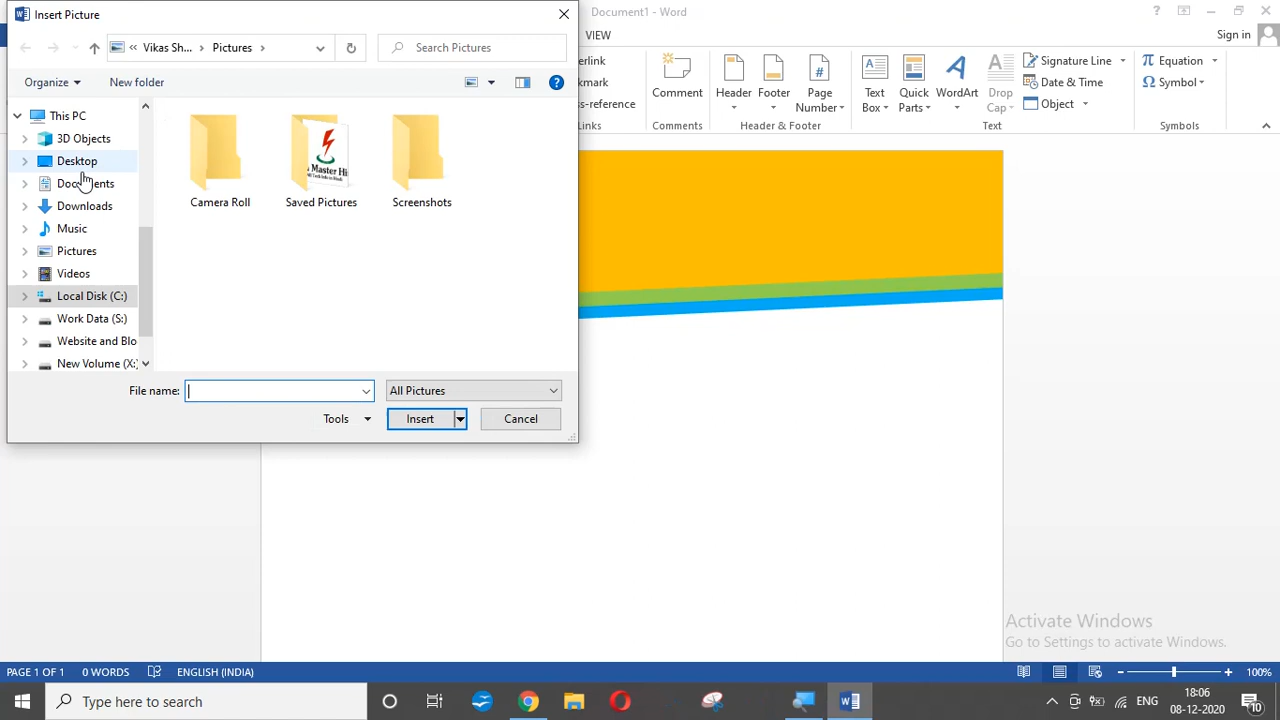 Insert Picture
Document1 - Word
Vikas Sh...
Pictures
Search Pictures
VIEW
Sign in
Organize
New folder
This PC
3D Objects
Desktop
Documents
Downloads
Music
Pictures
Videos
Local Disk (C:)
Work Data (S:)
Website and Blo
New Volume (X:)
Camera Roll
Saved Pictures
Screenshots
Master Hi
File name:
All Pictures
Tools
Insert
Cancel
Comment
Comments
Header
Footer
Page
Number
Header & Footer
Text
Box
Quick
Parts
WordArt
Drop
Cap
Signature Line
Date & Time
Object
Text
Equation
Symbol
Symbols
Activate Windows
Go to Settings to activate Windows.
PAGE 1 OF 1
0 WORDS
ENGLISH (INDIA)
100%
Type here to search
ENG
18:06
08-12-2020
10